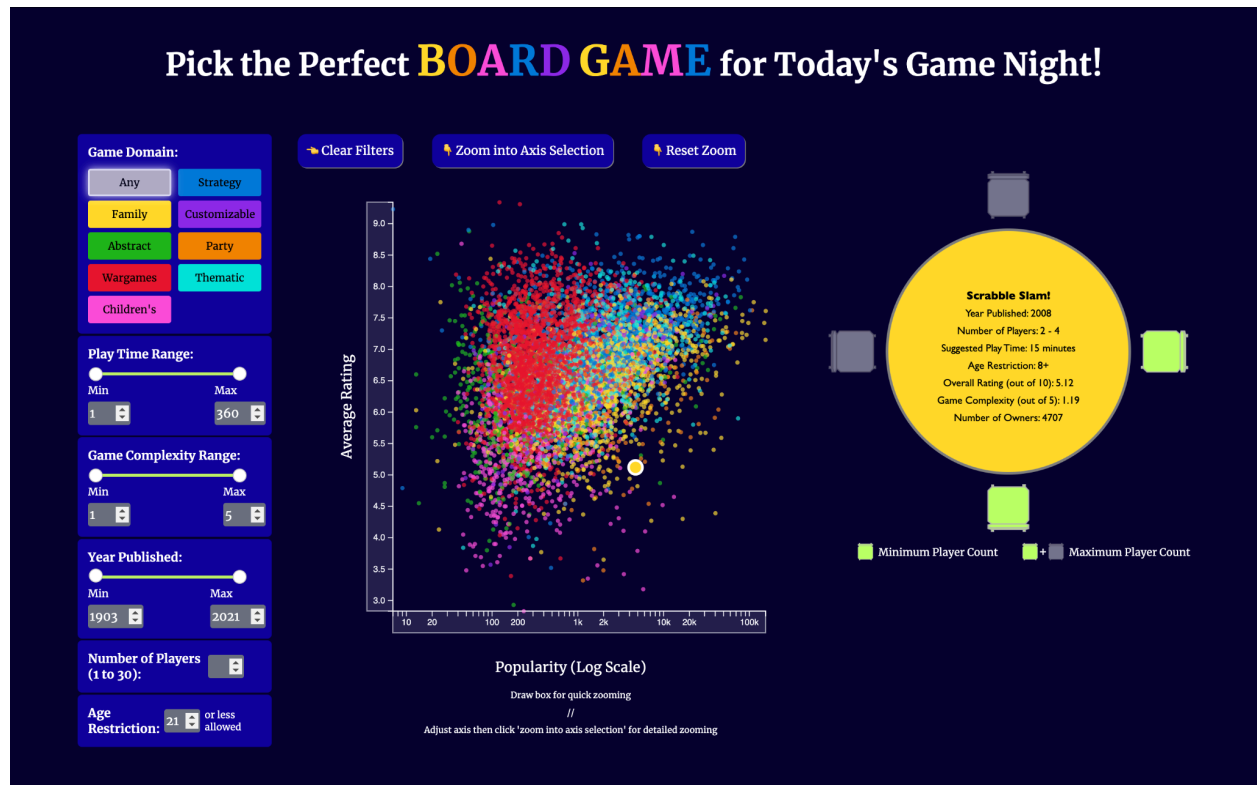 Pick the Perfect BOARD GAME for Today's Game Night!
Game Domain:
Any
Strategy
Family
Customizable
Abstract
Party
Wargames
Thematic
Children's
Play Time Range:
Min
Max
1
360
Game Complexity Range:
Min
Max
1
5
Year Published:
Min
Max
1903
2021
Number of Players
(1 to 30):
Age
Restriction:
21
or less
allowed
Clear Filters
Zoom into Axis Selection
Reset Zoom
Average Rating
9.0
8.5
8.0
7.5
7.0
6.5
6.0
5.5
5.0
4.5
4.0
3.5
3.0
10
20
100
200
1k
2k
10k
20k
100k
Popularity (Log Scale)
Draw box for quick zooming
//
Adjust axis then click 'zoom into axis selection' for detailed zooming
Scrabble Slam!
Year Published: 2008
Number of Players: 2 - 4
Suggested Play Time: 15 minutes
Age Restriction: 8+
Overall Rating (out of 10): 5.12
Game Complexity (out of 5): 1.19
Number of Owners: 4707
Minimum Player Count
+
Maximum Player Count